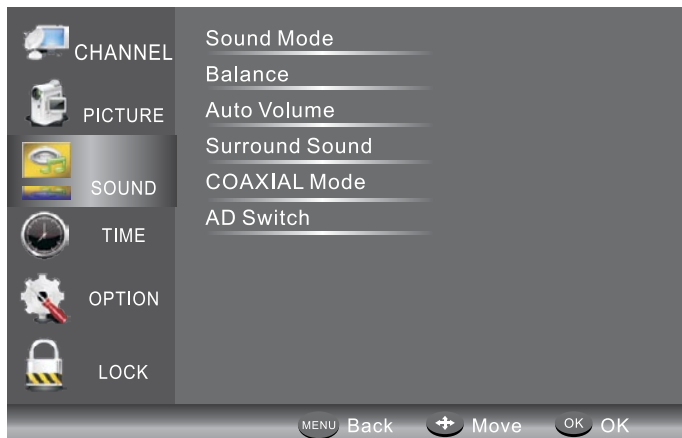 CHANNEL
PICTURE
SOUND
TIME
OPTION
LOCK
Sound Mode
Balance
Auto Volume
Surround Sound
COAXIAL Mode
AD Switch
MENU Back Move OK OK